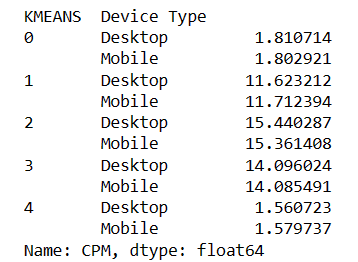 KMEANS  Device Type
0       Desktop         1.810714
        Mobile          1.802921
1       Desktop        11.623212
        Mobile         11.712394
2       Desktop        15.440287
        Mobile         15.361408
3       Desktop        14.096024
        Mobile         14.085491
4       Desktop         1.560723
        Mobile          1.579737
Name: CPM, dtype: float64